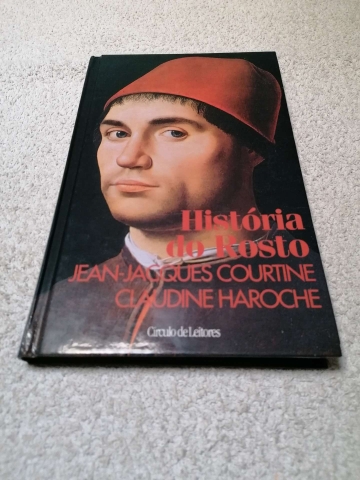 História
do Rosto
JEAN-JACQUES COURTINE
CLAUDINE HAROCHE
Círculo de Leitores